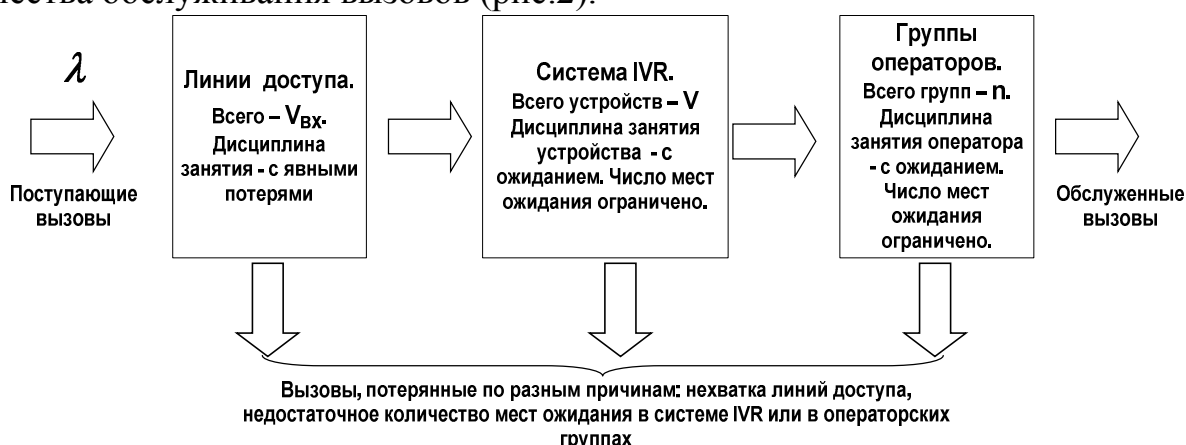 чества обслуживания вызовов (рис.2).
λ
Поступающие
вызовы
Линии доступа.
Всего – VВХ.
Дисциплина
занятия - с явными
потерями
Система IVR.
Всего устройств – V
Дисциплина занятия
устройства - с
ожиданием. Число мест
ожидания ограничено.
Группы
операторов.
Всего групп – n.
Дисциплина
занятия оператора
- с ожиданием.
Число мест
ожидания
ограничено.
Обслуженные
вызовы
Вызовы, потерянные по разным причинам: нехватка линий доступа,
недостаточное количество мест ожидания в системе IVR или в операторских
группах